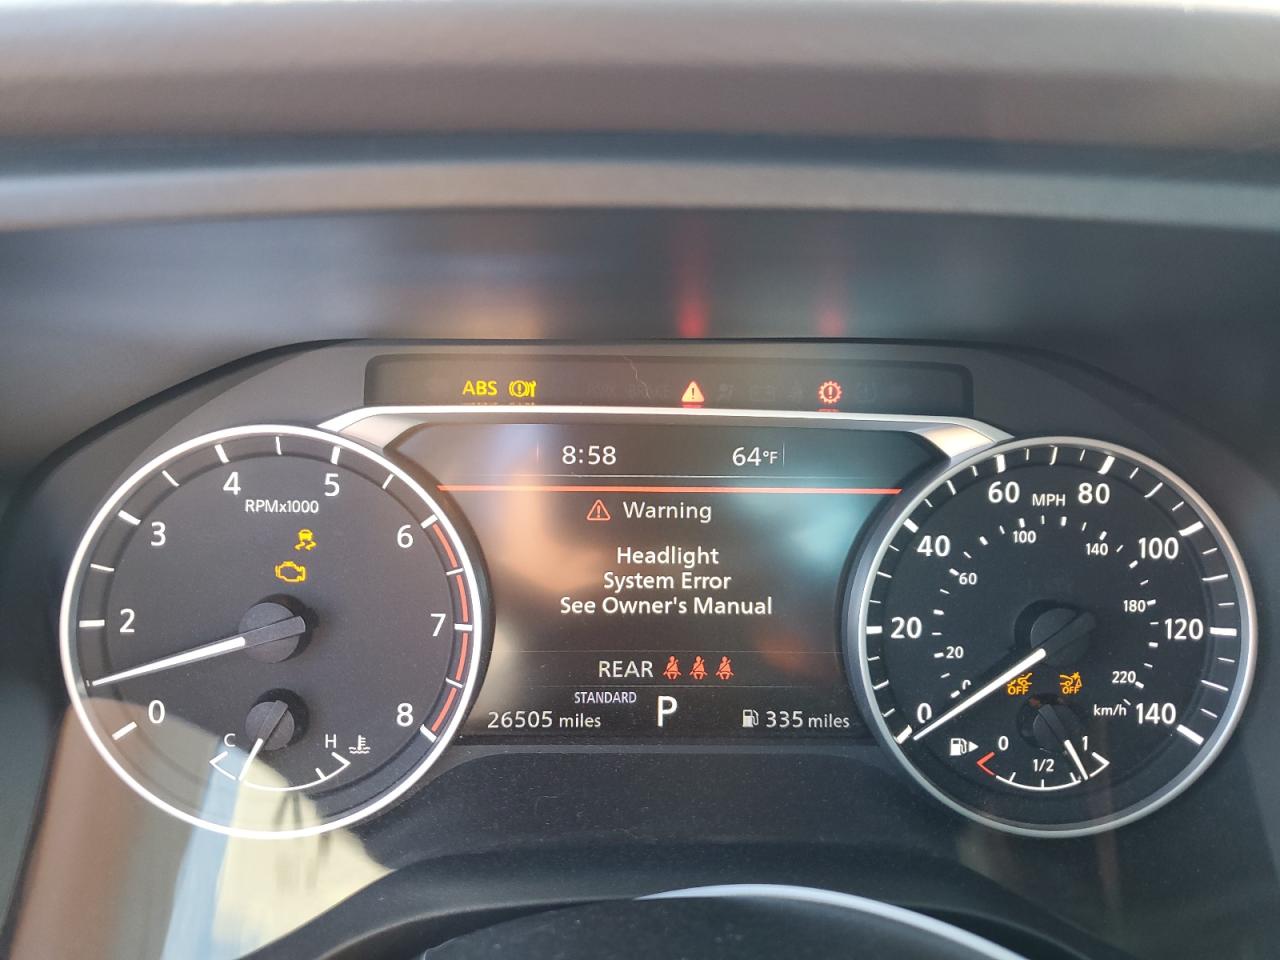 ABS
8:58 64°F
Warning
Headlight
System Error
See Owner's Manual
REAR
STANDARD
26505 miles P 335 miles
RPMx1000
0 2 3 4 5 6 7 8
C H
MPH
0 20 40 60 80 100 120 140
0 20 60 100 140 180 220
km/h
OFF OFF
0 1/2 1